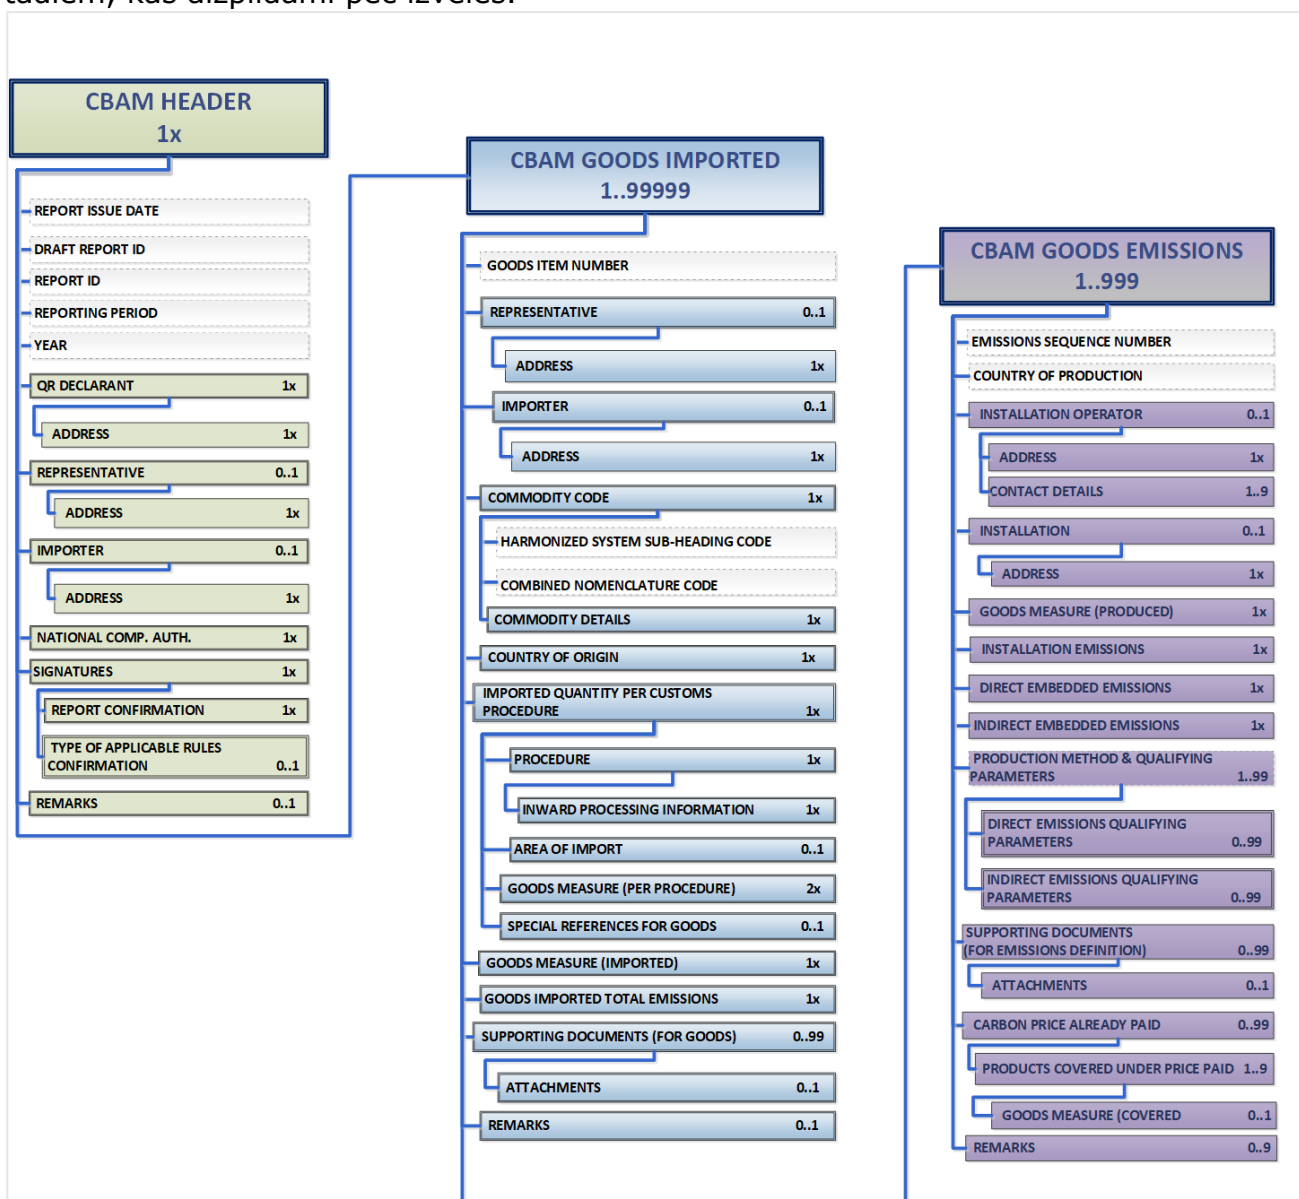 CBAM HEADER
1x
REPORT ISSUE DATE
DRAFT REPORT ID
REPORT ID
REPORTING PERIOD
YEAR
QR DECLARANT 1x
ADDRESS 1x
REPRESENTATIVE 0..1
ADDRESS 1x
IMPORTER 0..1
ADDRESS 1x
NATIONAL COMP. AUTH. 1x
SIGNATURES 1x
REPORT CONFIRMATION 1x
TYPE OF APPLICABLE RULES
CONFIRMATION 0..1
REMARKS 0..1
CBAM GOODS IMPORTED
1..99999
GOODS ITEM NUMBER
REPRESENTATIVE 0..1
ADDRESS 1x
IMPORTER 0..1
ADDRESS 1x
COMMODITY CODE 1x
HARMONIZED SYSTEM SUB-HEADING CODE
COMBINED NOMENCLATURE CODE
COMMODITY DETAILS 1x
COUNTRY OF ORIGIN 1x
IMPORTED QUANTITY PER CUSTOMS
PROCEDURE 1x
PROCEDURE 1x
INWARD PROCESSING INFORMATION 1x
AREA OF IMPORT 0..1
GOODS MEASURE (PER PROCEDURE) 2x
SPECIAL REFERENCES FOR GOODS 0..1
GOODS MEASURE (IMPORTED) 1x
GOODS IMPORTED TOTAL EMISSIONS 1x
SUPPORTING DOCUMENTS (FOR GOODS) 0..99
ATTACHMENTS 0..1
REMARKS 0..1
CBAM GOODS EMISSIONS
1..999
EMISSIONS SEQUENCE NUMBER
COUNTRY OF PRODUCTION
INSTALLATION OPERATOR 0..1
ADDRESS 1x
CONTACT DETAILS 1..9
INSTALLATION 0..1
ADDRESS 1x
GOODS MEASURE (PRODUCED) 1x
INSTALLATION EMISSIONS 1x
DIRECT EMBEDDED EMISSIONS 1x
INDIRECT EMBEDDED EMISSIONS 1x
PRODUCTION METHOD & QUALIFYING
PARAMETERS 1..99
DIRECT EMISSIONS QUALIFYING
PARAMETERS 0..99
INDIRECT EMISSIONS QUALIFYING
PARAMETERS 0..99
SUPPORTING DOCUMENTS
(FOR EMISSIONS DEFINITION) 0..99
ATTACHMENTS 0..1
CARBON PRICE ALREADY PAID 0..99
PRODUCTS COVERED UNDER PRICE PAID 1..9
GOODS MEASURE (COVERED 0..1
REMARKS 0..9